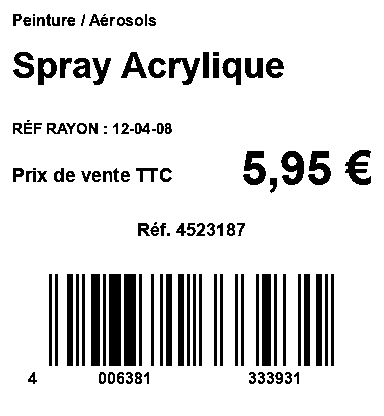 Peinture / Aérosols
Spray Acrylique
RÉF RAYON : 12-04-08
Prix de vente TTC 5,95 €
Réf. 4523187
4 006381 333931